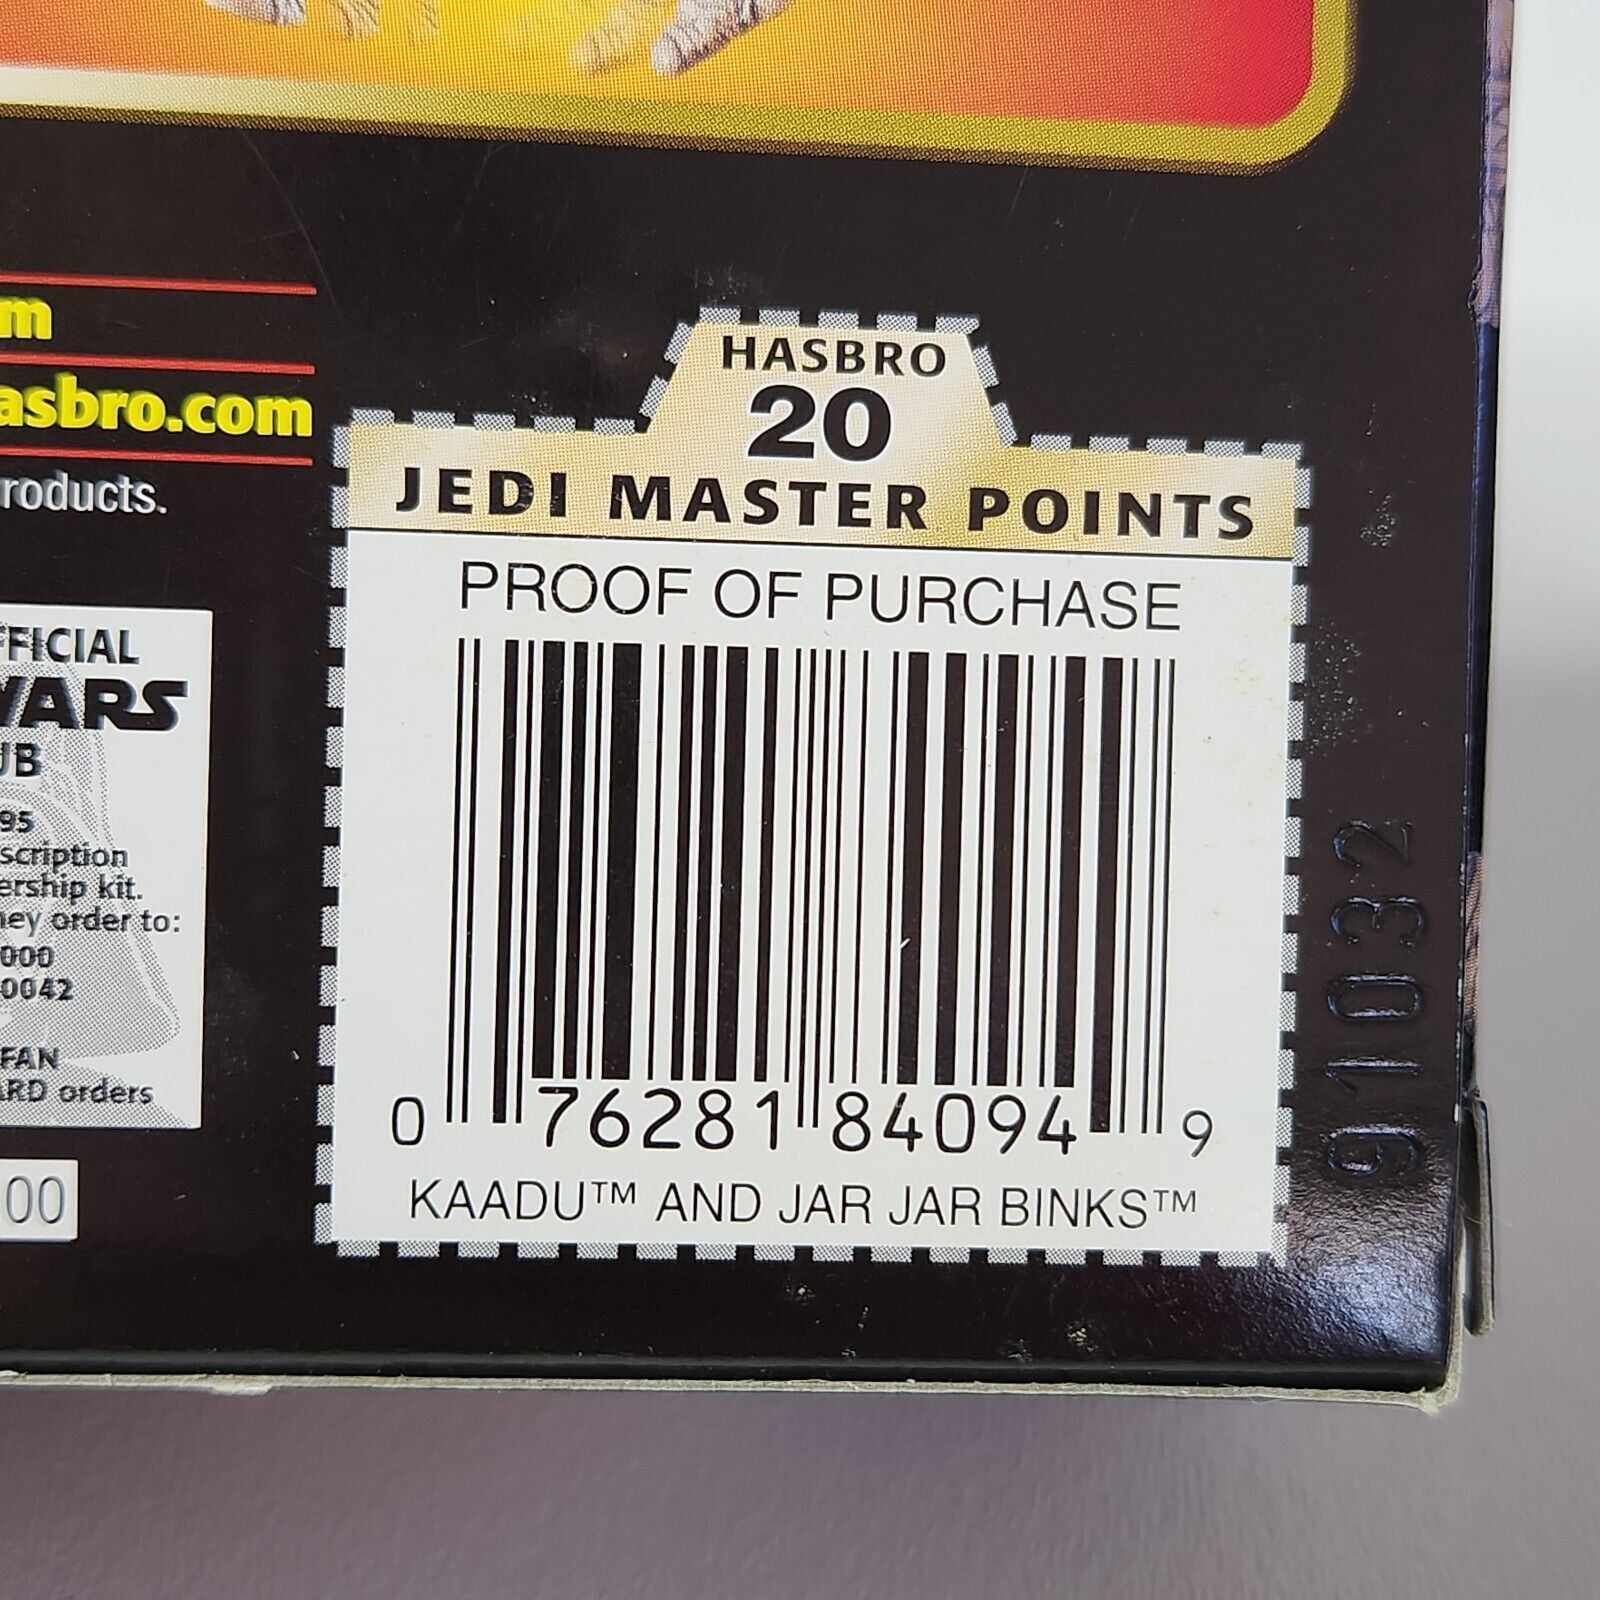 m
asbro.com
roducts.
FFICIAL
WARS
UB
95
scription
ership kit.
ney order to:
000
0042
FAN
ARD orders
00
HASBRO
20
JEDI MASTER POINTS
PROOF OF PURCHASE
0 76281 84094 9
KAADU™ AND JAR JAR BINKS™
91032